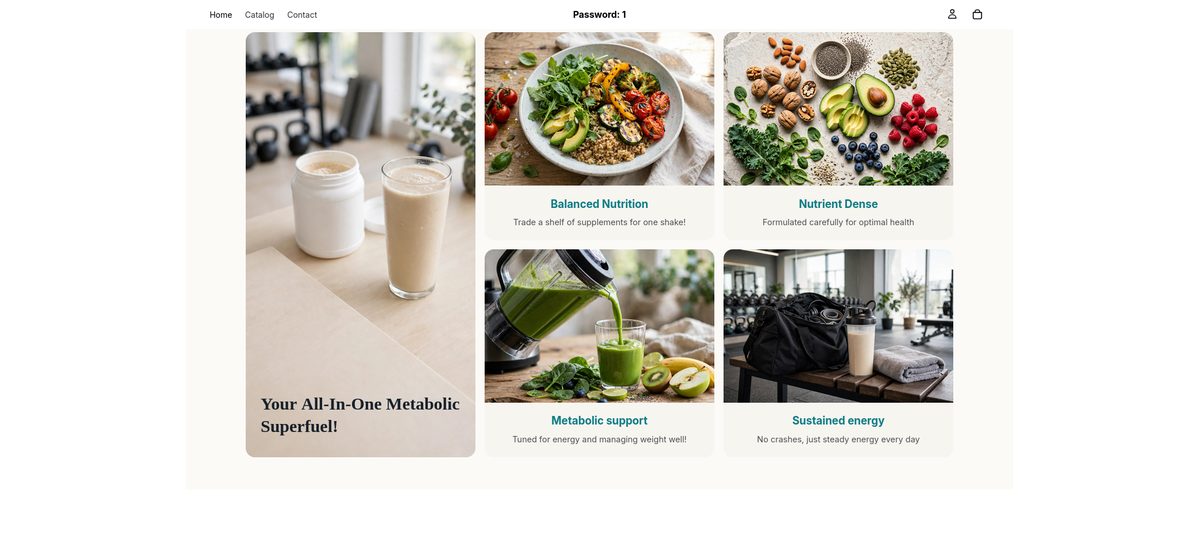 Home Catalog Contact Password: 1
Balanced Nutrition
Trade a shelf of supplements for one shake!
Nutrient Dense
Formulated carefully for optimal health
Your All-In-One Metabolic
Superfuel!
Metabolic support
Tuned for energy and managing weight well!
Sustained energy
No crashes, just steady energy every day